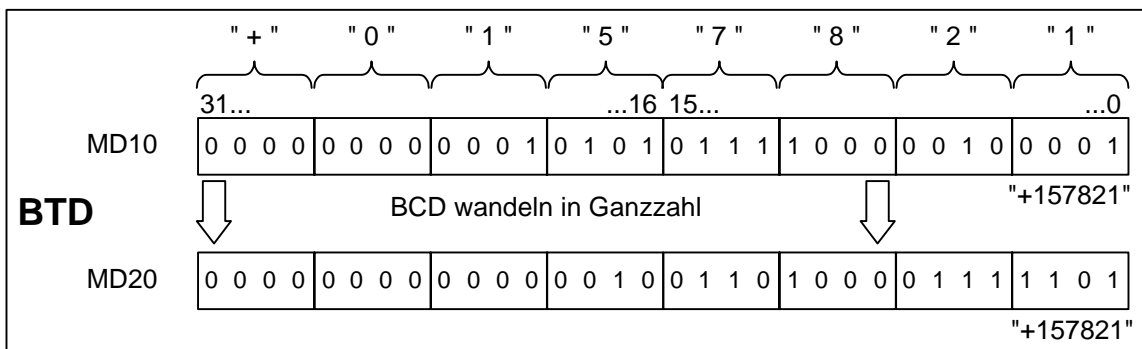 " + " " 0 " " 1 " " 5 " " 7 " " 8 " " 2 " " 1 "
31... ...16 15... ...0
MD10 0 0 0 0 0 0 0 0 0 0 0 1 0 1 0 1 0 1 1 1 1 0 0 0 0 0 1 0 0 0 0 1
"+157821"
BTD BCD wandeln in Ganzzahl
MD20 0 0 0 0 0 0 0 0 0 0 0 0 0 0 1 0 0 1 1 0 1 0 0 0 0 1 1 1 1 1 0 1
"+157821"